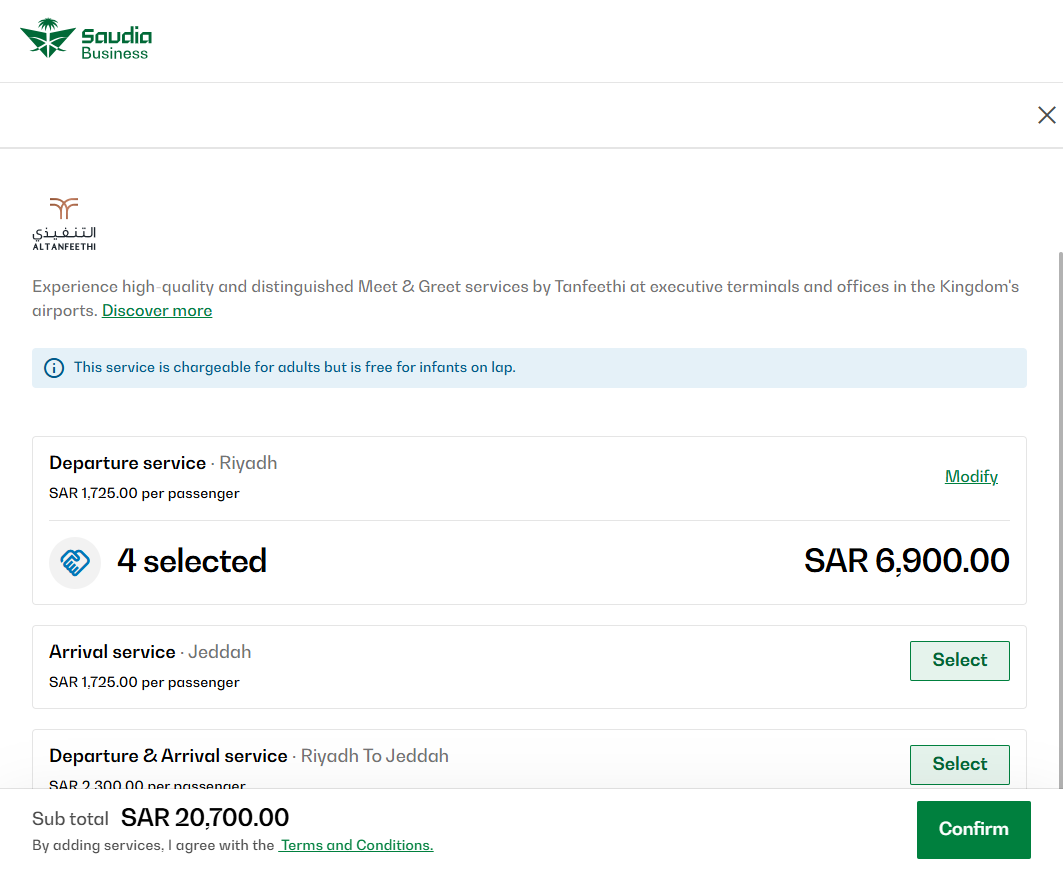 Saudia
Business
التنفيذي
ALTANFEETHI
Experience high-quality and distinguished Meet & Greet services by Tanfeethi at executive terminals and offices in the Kingdom's
airports. Discover more
This service is chargeable for adults but is free for infants on lap.
Departure service · Riyadh
Modify
SAR 1,725.00 per passenger
4 selected
SAR 6,900.00
Arrival service · Jeddah
Select
SAR 1,725.00 per passenger
Departure & Arrival service · Riyadh To Jeddah
Select
SAR 2,300.00 per passenger
Sub total SAR 20,700.00
Confirm
By adding services, I agree with the Terms and Conditions.